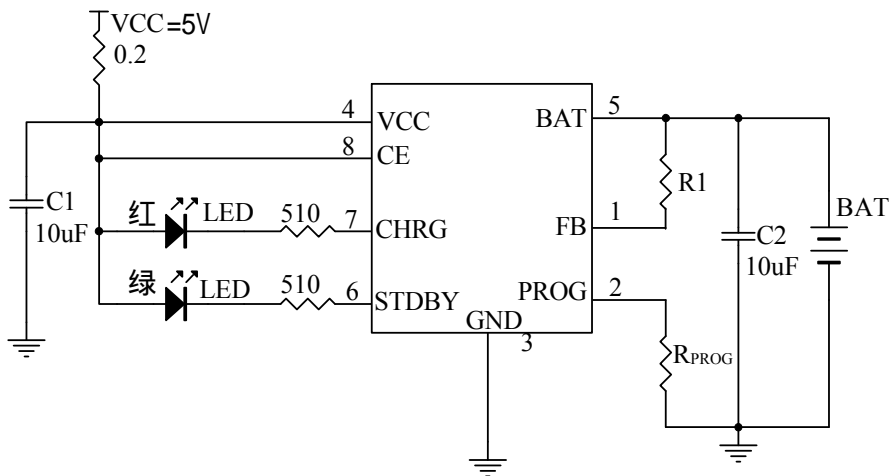 VCC=5V
0.2
4
VCC
BAT
5
8
CE
C1
10uF
红
LED
510
7
CHRG
R1
FB
1
BAT
C2
10uF
绿
LED
510
6
STDBY
PROG
2
GND
3
RPROG